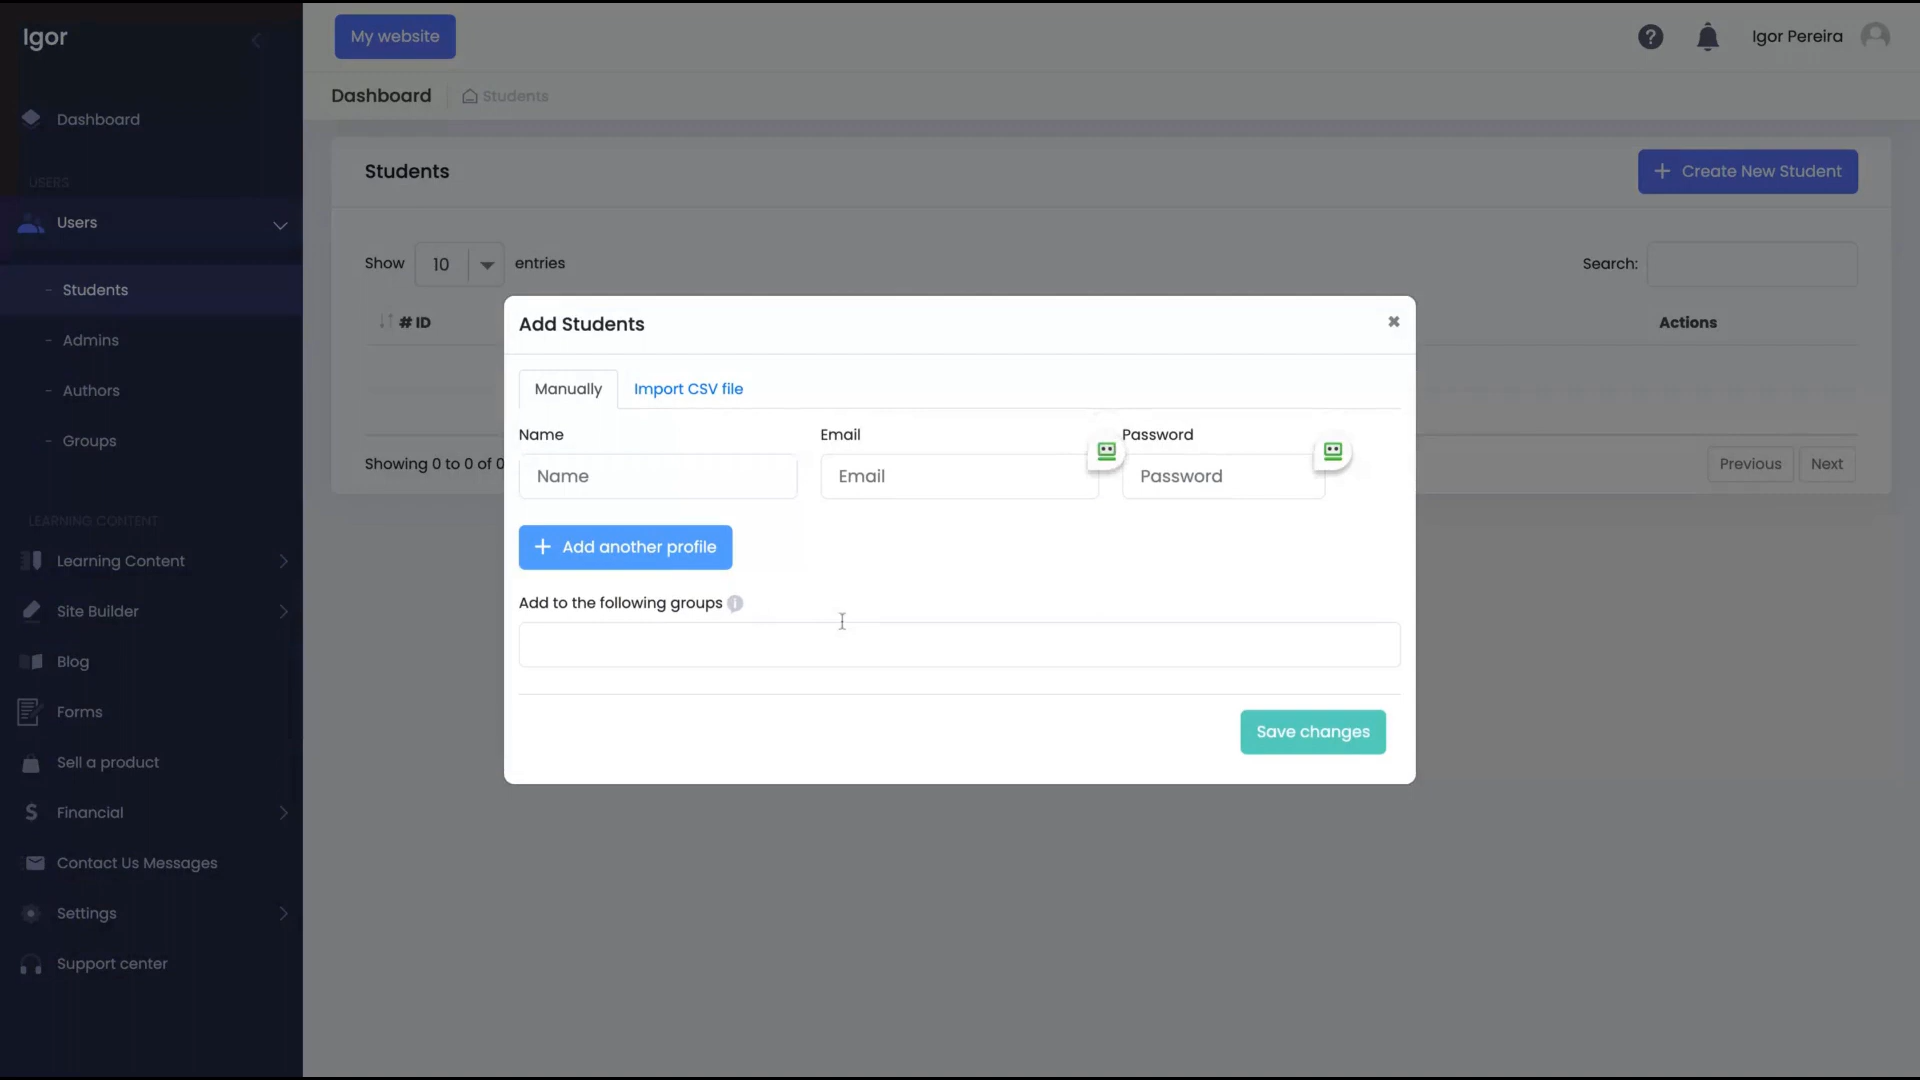 Igor
My website
Igor Pereira
Dashboard
Students
Dashboard
USERS
Users
Students
Admins
Authors
Groups
LEARNING CONTENT
Learning Content
Site Builder
Blog
Forms
Sell a product
Financial
Contact Us Messages
Settings
Support center
Students
+ Create New Student
Show 10 entries
Search:
# ID
Actions
Showing 0 to 0 of 0
Previous
Next
Add Students
Manually
Import CSV file
Name
Email
Password
Name
Email
Password
+ Add another profile
Add to the following groups
Save changes